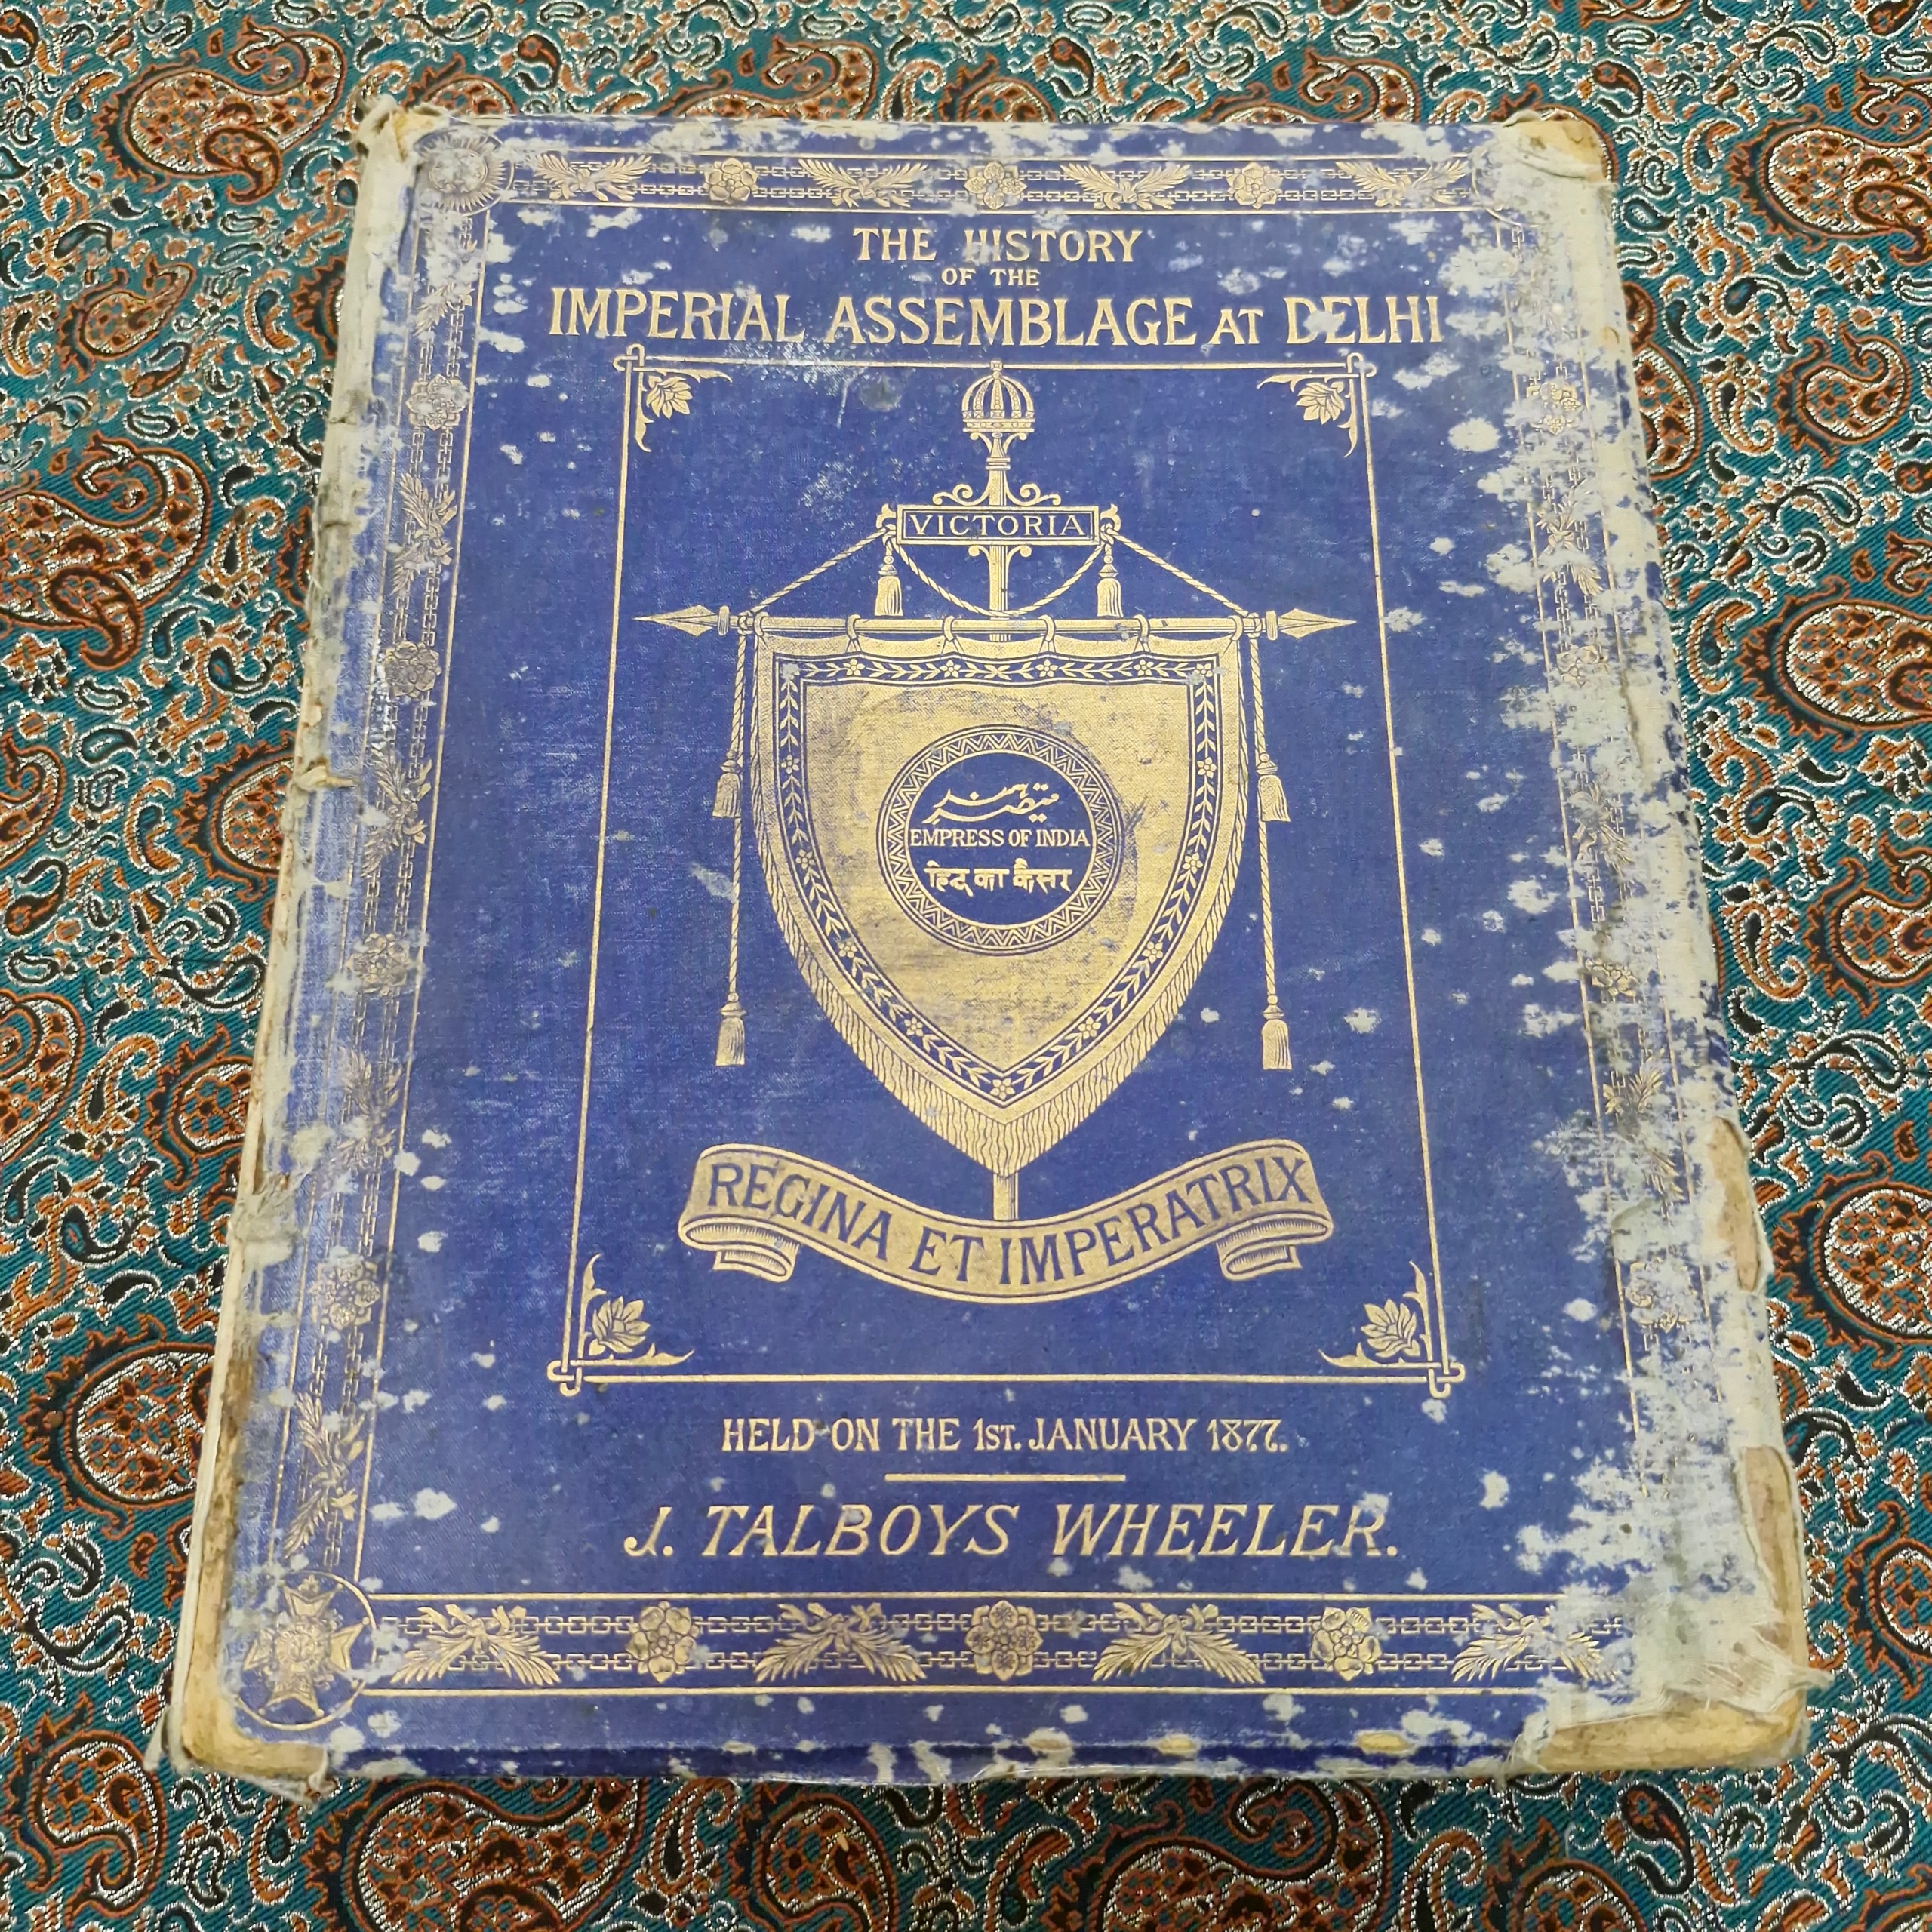 THE HISTORY
OF THE
IMPERIAL ASSEMBLAGE AT DELHI
VICTORIA
قیصر ہند
EMPRESS OF INDIA
हिंद का कैसर
REGINA ET IMPERATRIX
HELD ON THE 1ST. JANUARY 1877.
J. TALBOYS WHEELER.